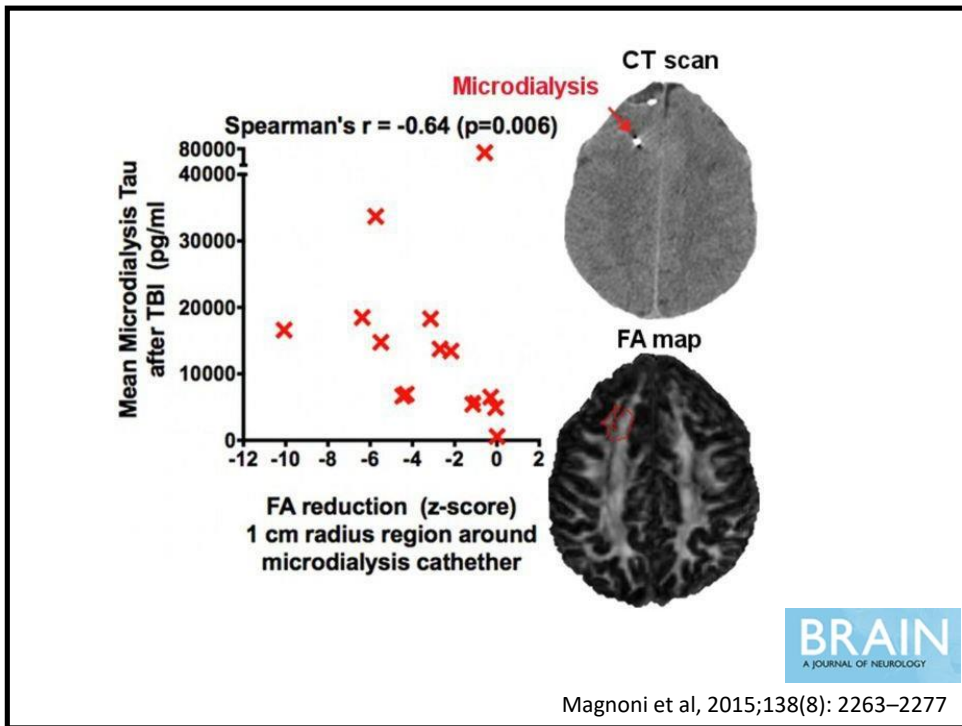 CT scan
Microdialysis
Spearman's r = -0.64 (p=0.006)
Mean Microdialysis Tau
after TBI (pg/ml)
80000
40000
30000
20000
10000
0
-12 -10 -8 -6 -4 -2 0 2
FA reduction (z-score)
1 cm radius region around
microdialysis cathether
FA map
BRAIN
A JOURNAL OF NEUROLOGY
Magnoni et al, 2015;138(8): 2263–2277